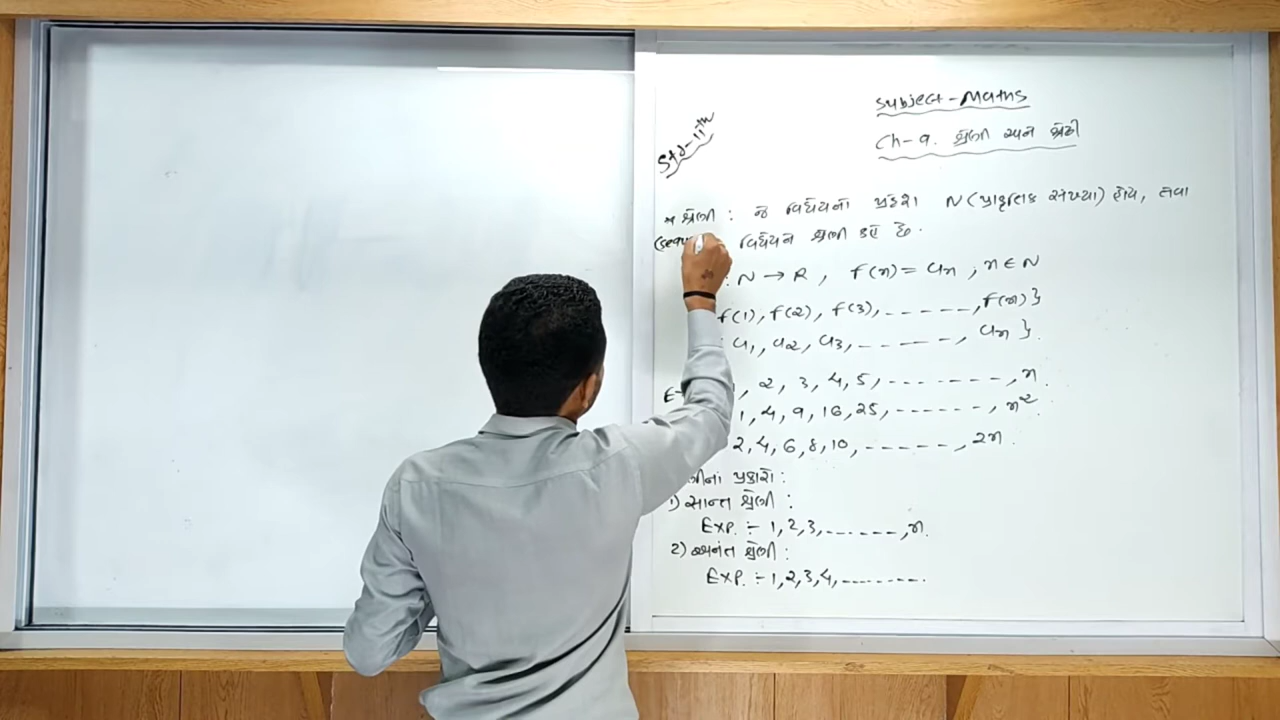 Subject - Maths
Std - 11th
Ch-9. શ્રેણી અને શ્રેઢી
* શ્રેણી : જે વિધેયનો પ્રદેશ N (પ્રાકૃતિક સંખ્યા) હોય, તેવા
(sequ વિધેયને શ્રેણી કહે છે.
: N → R, f(n) = an ; n ∈ N
f(1), f(2), f(3), ------, f(n)}
a1, a2, a3, ------, an}.
2, 3, 4, 5, -------, n.
1, 4, 9, 16, 25, ------, n².
2, 4, 6, 8, 10, ------, 2n.
પ્રકારો :
1) સાન્ત શ્રેણી :
Exp. :- 1, 2, 3, ------, n.
2) અનંત શ્રેણી :
Exp. :- 1, 2, 3, 4, -------.